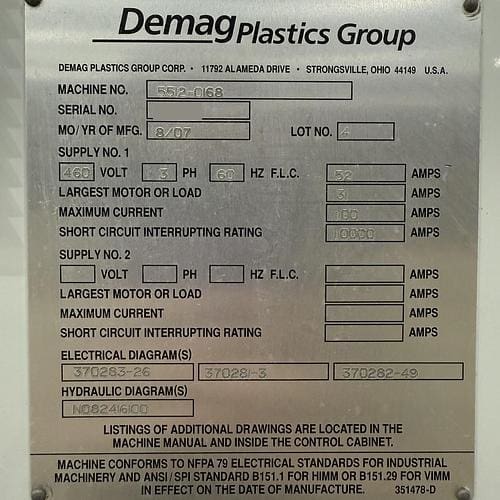 Demag Plastics Group
DEMAG PLASTICS GROUP CORP. • 11792 ALAMEDA DRIVE • STRONGSVILLE, OHIO 44149 U.S.A.
MACHINE NO. 5512-0168
SERIAL NO.
MO/YR OF MFG. 8/07 LOT NO. 4
SUPPLY NO. 1
460 VOLT 3 PH 60 HZ F.L.C. 52 AMPS
LARGEST MOTOR OR LOAD 31 AMPS
MAXIMUM CURRENT 100 AMPS
SHORT CIRCUIT INTERRUPTING RATING 10000 AMPS
SUPPLY NO. 2
VOLT PH HZ F.L.C. AMPS
LARGEST MOTOR OR LOAD AMPS
MAXIMUM CURRENT AMPS
SHORT CIRCUIT INTERRUPTING RATING AMPS
ELECTRICAL DIAGRAM(S)
370283-26 370281-3 370282-49
HYDRAULIC DIAGRAM(S)
N082416100
LISTINGS OF ADDITIONAL DRAWINGS ARE LOCATED IN THE
MACHINE MANUAL AND INSIDE THE CONTROL CABINET.
MACHINE CONFORMS TO NFPA 79 ELECTRICAL STANDARDS FOR INDUSTRIAL
MACHINERY AND ANSI/SPI STANDARD B151.1 FOR HIMM OR B151.29 FOR VIMM
IN EFFECT ON THE DATE OF MANUFACTURE. 351478-D